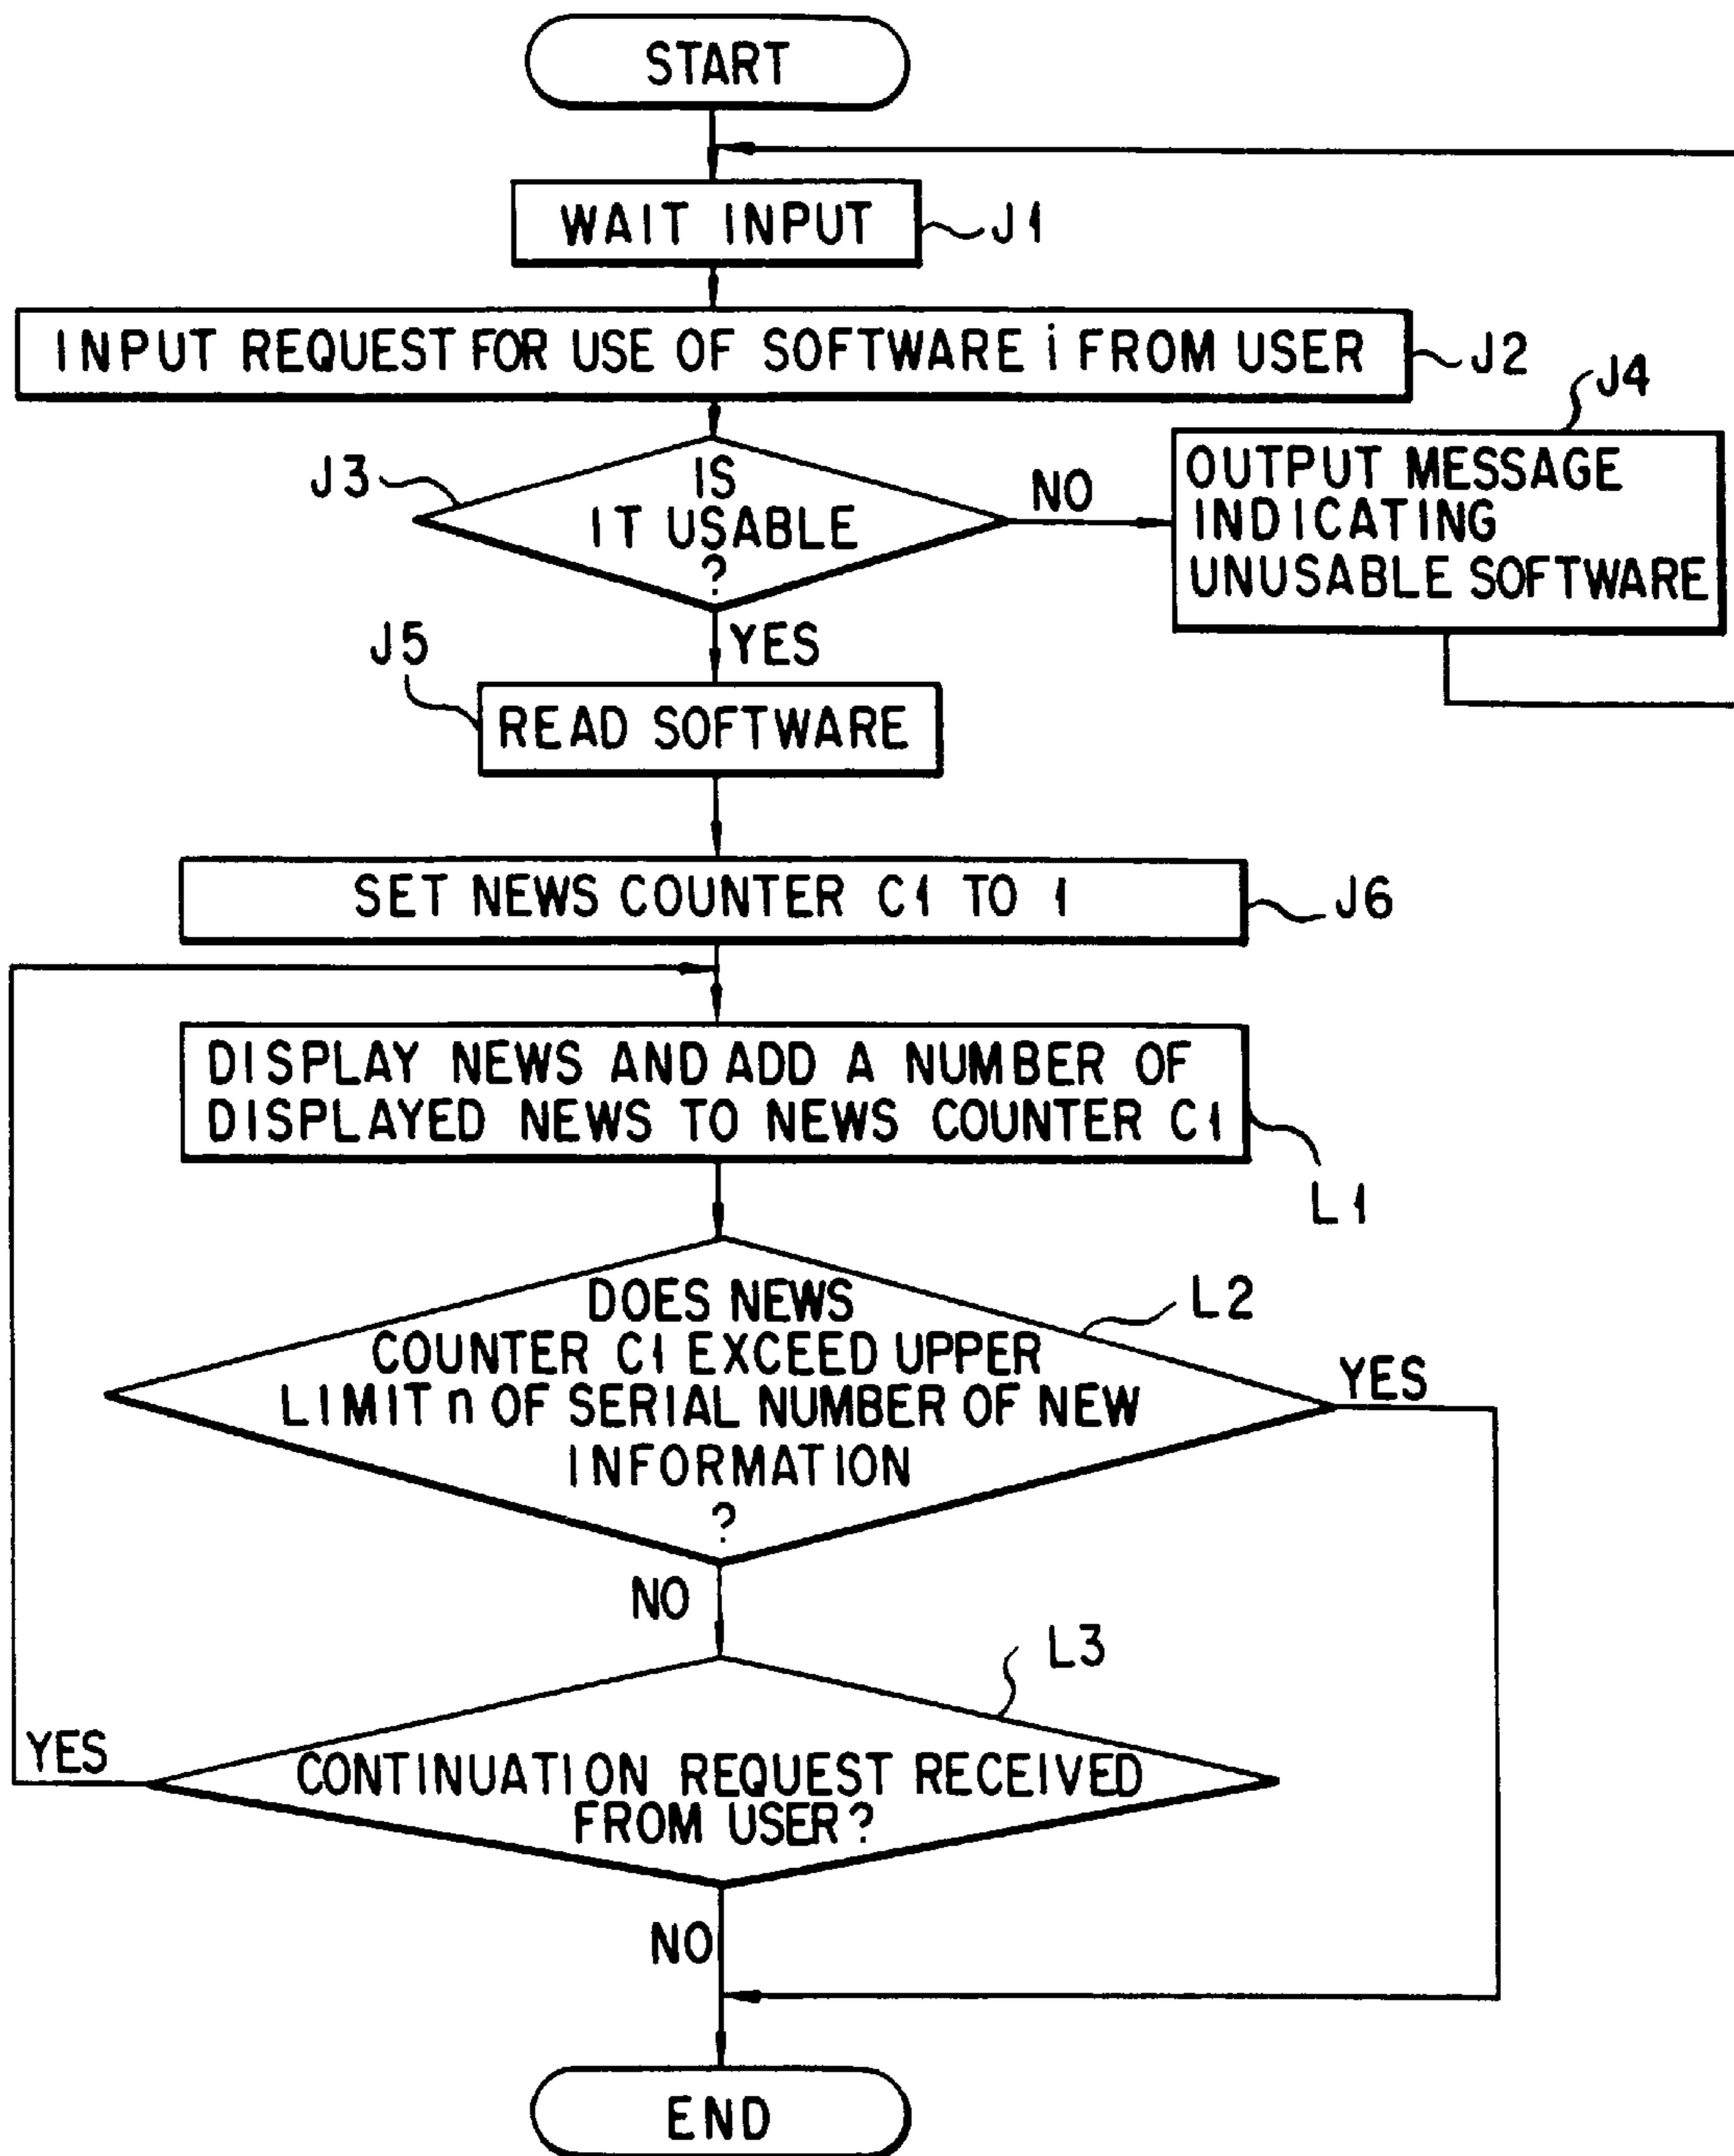 START
WAIT INPUT
J1
INPUT REQUEST FOR USE OF SOFTWARE i FROM USER
J2
J3
IS
IT USABLE
?
NO
J4
OUTPUT MESSAGE
INDICATING
UNUSABLE SOFTWARE
YES
J5
READ SOFTWARE
SET NEWS COUNTER C1 TO 1
J6
DISPLAY NEWS AND ADD A NUMBER OF
DISPLAYED NEWS TO NEWS COUNTER C1
L1
DOES NEWS
COUNTER C1 EXCEED UPPER
LIMIT n OF SERIAL NUMBER OF NEW
INFORMATION
?
L2
YES
NO
L3
CONTINUATION REQUEST RECEIVED
FROM USER?
YES
NO
END